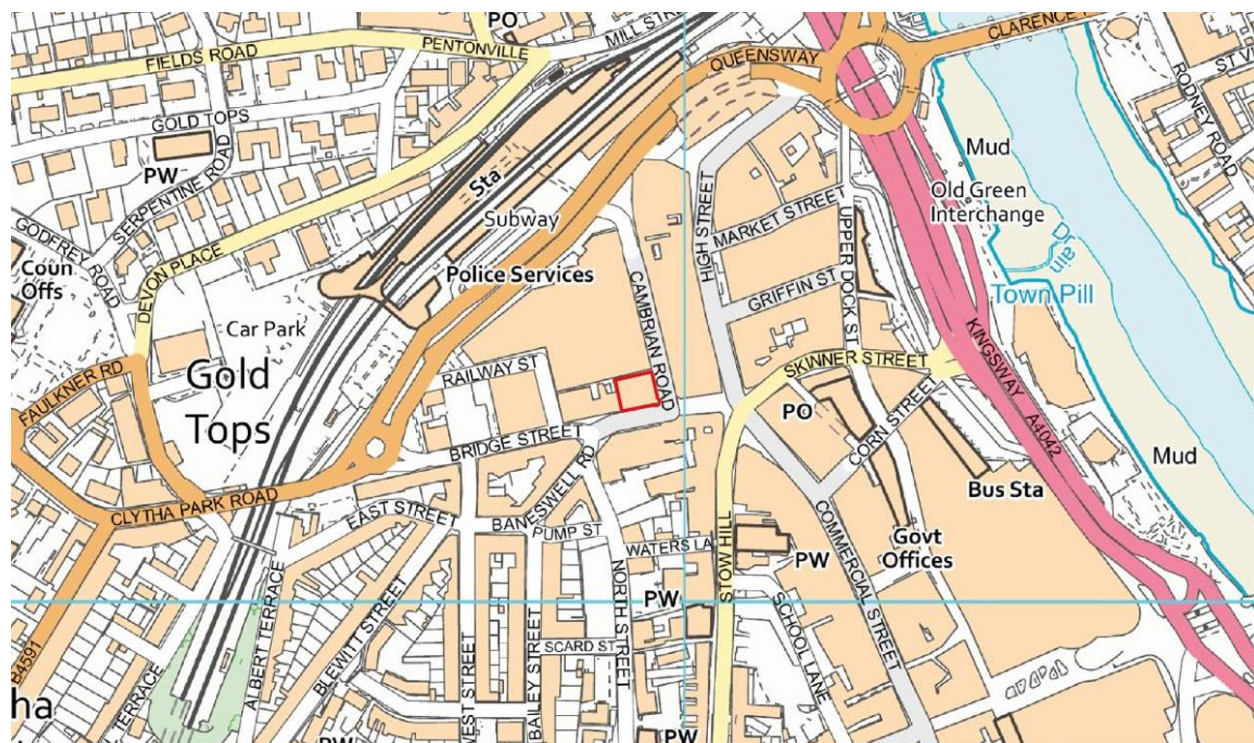 PO
MILL STR
CLARENCE
PENTONVILLE
FIELDS ROAD
QUEENSWAY
RODNEY ROAD
GOLD TOPS
PW
SERPENTINE ROAD
Mud
Sta
Old Green
Interchange
MARKET STREET
UPPER DOCK ST
HIGH STREET
Subway
Drain
GODFREY ROAD
Coun
Offs
DEVON PLACE
Police Services
CAMBRIAN ROAD
GRIFFIN ST
Town Pill
Car Park
KINGSWAY
A4042
Gold
Tops
RAILWAY ST
SKINNER STREET
FAULKNER RD
PO
CORN STREET
BRIDGE STREET
Mud
Bus Sta
CLYTHA PARK ROAD
EAST STREET
BANESWELL RD
PUMP ST
COMMERCIAL STREET
WATERS LA
STOW HILL
PW
Govt
Offices
NORTH STREET
PW
ALBERT TERRACE
BLEWITT STREET
SCARD ST
SCHOOL LANE
B4591
TERRACE
WEST STREET
BAILEY STREET
ha
PW
PW